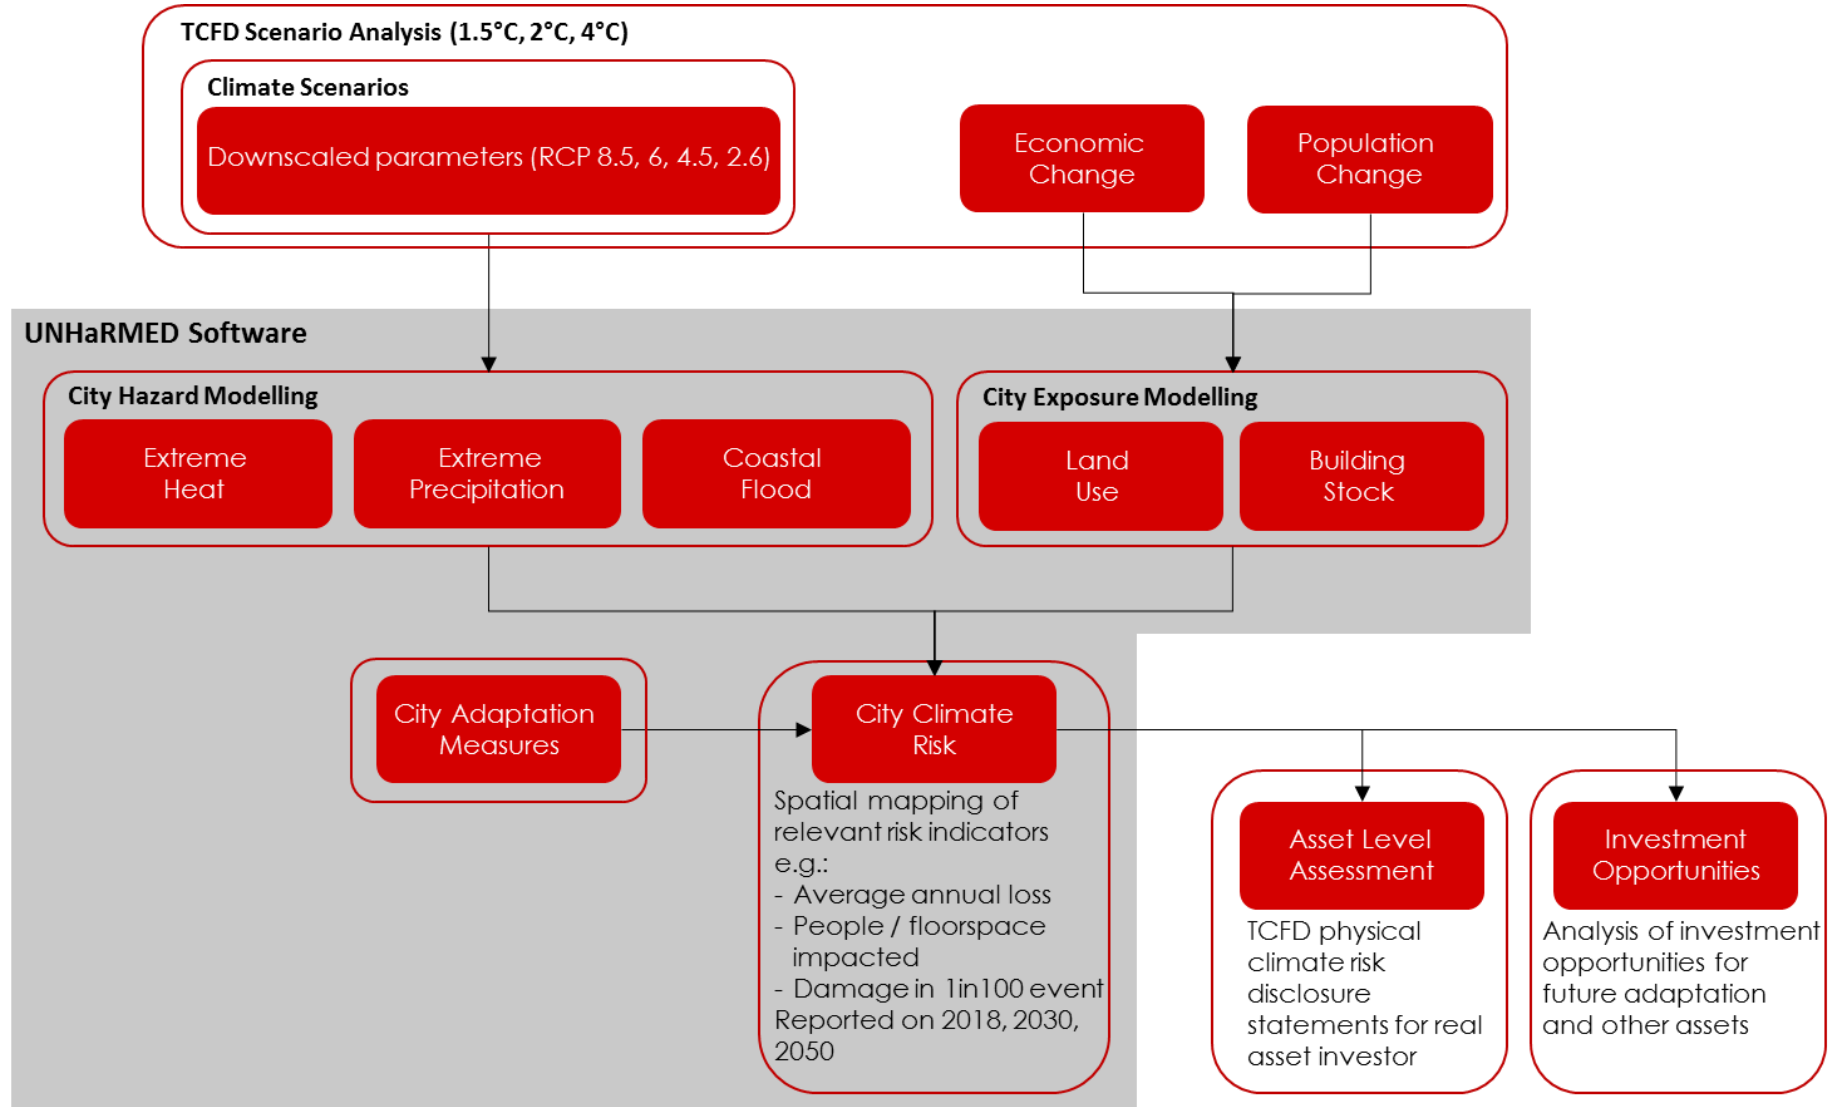 TCFD Scenario Analysis (1.5°C, 2°C, 4°C)
Climate Scenarios
Downscaled parameters (RCP 8.5, 6, 4.5, 2.6)
Economic
Change
Population
Change
UNHaRMED Software
City Hazard Modelling
Extreme
Heat
Extreme
Precipitation
Coastal
Flood
City Exposure Modelling
Land
Use
Building
Stock
City Adaptation
Measures
City Climate
Risk
Spatial mapping of
relevant risk indicators
e.g.:
- Average annual loss
- People / floorspace
impacted
- Damage in 1in100 event
Reported on 2018, 2030,
2050
Asset Level
Assessment
TCFD physical
climate risk
disclosure
statements for real
asset investor
Investment
Opportunities
Analysis of investment
opportunities for
future adaptation
and other assets